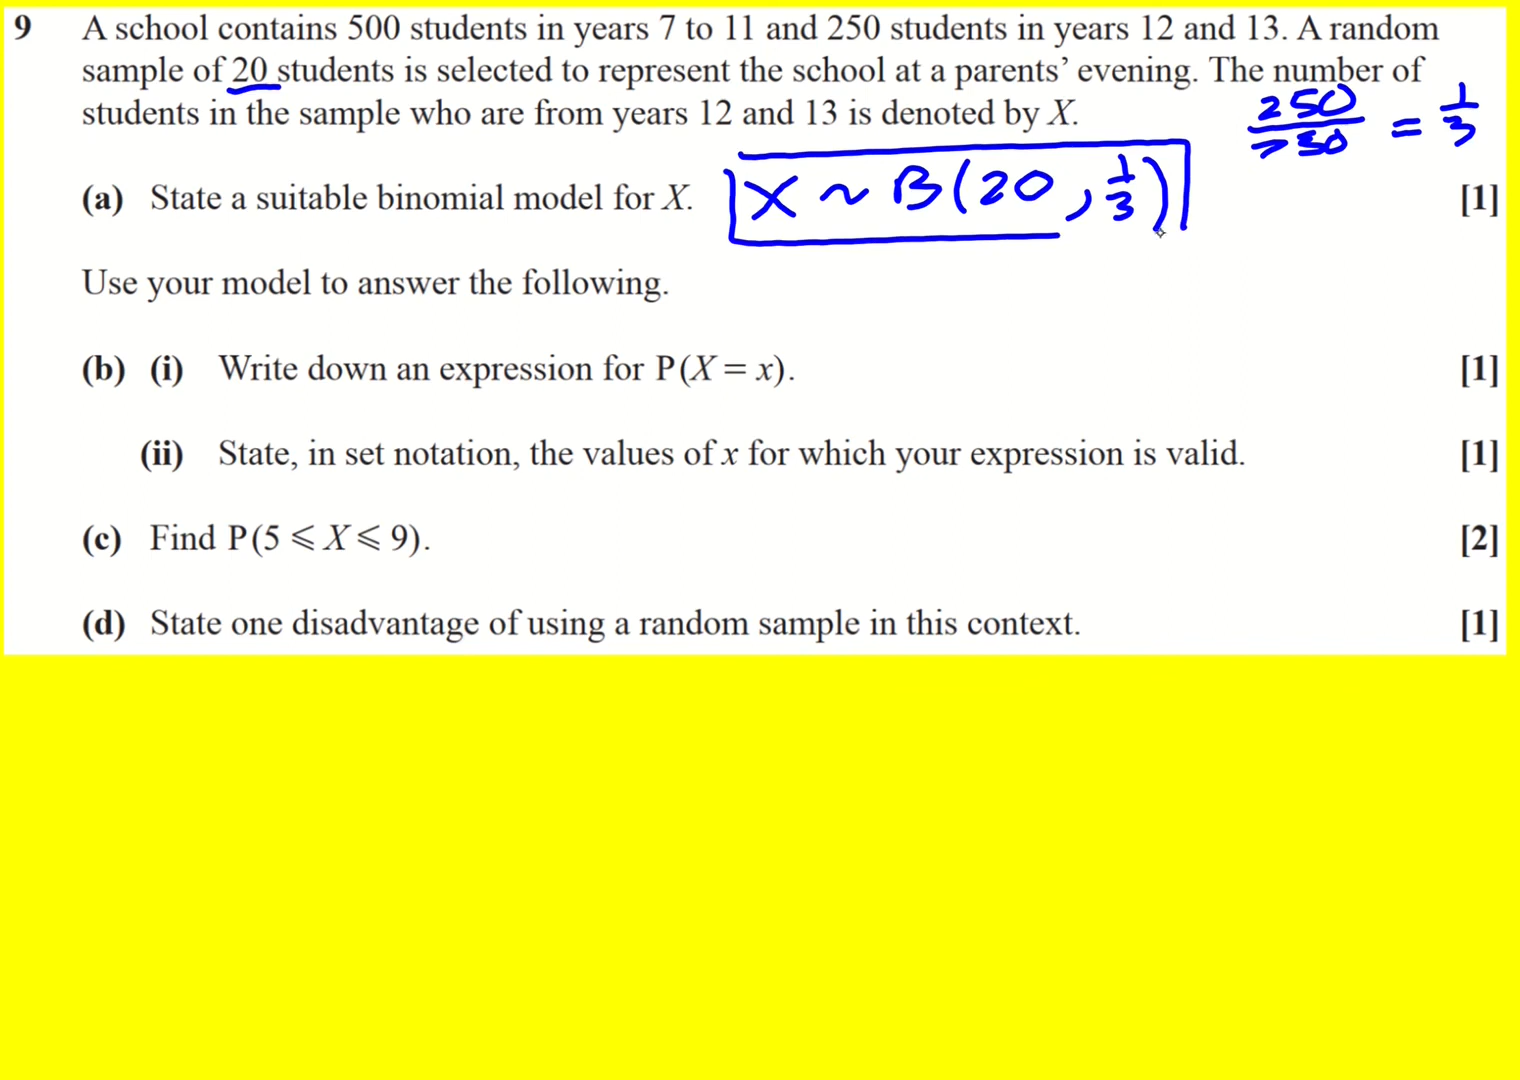 9 A school contains 500 students in years 7 to 11 and 250 students in years 12 and 13. A random
sample of 20 students is selected to represent the school at a parents’ evening. The number of
students in the sample who are from years 12 and 13 is denoted by X.
250/750 = 1/3
(a) State a suitable binomial model for X. X ~ B(20, 1/3) [1]
Use your model to answer the following.
(b) (i) Write down an expression for P(X = x). [1]
(ii) State, in set notation, the values of x for which your expression is valid. [1]
(c) Find P(5 ⩽ X ⩽ 9). [2]
(d) State one disadvantage of using a random sample in this context. [1]